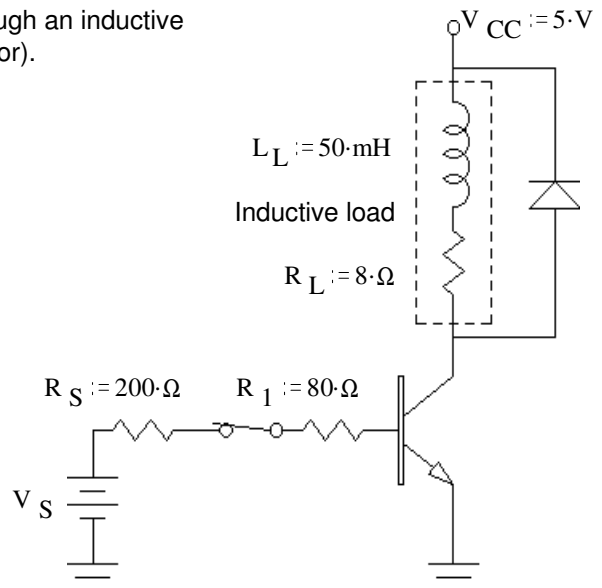 ugh an inductive
or).
V CC := 5·V
L L := 50·mH
Inductive load
R L := 8·Ω
R S := 200·Ω R 1 := 80·Ω
V S